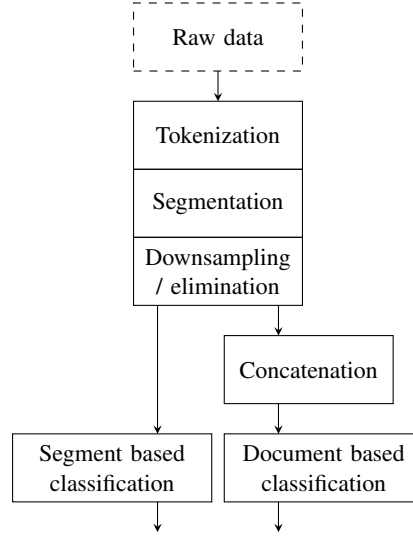 Raw data
Tokenization
Segmentation
Downsampling
/ elimination
Concatenation
Segment based
classification
Document based
classification